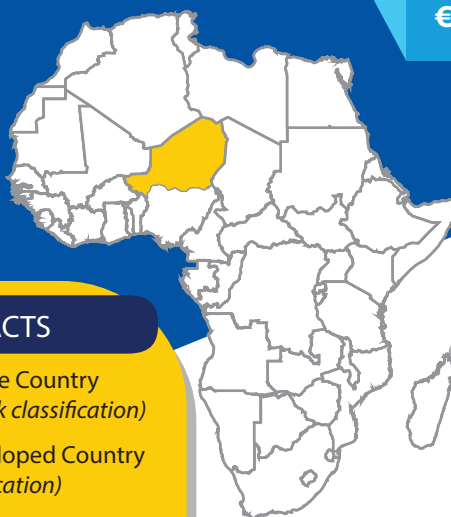 €
ACTS
e Country
k classification)
loped Country
cation)